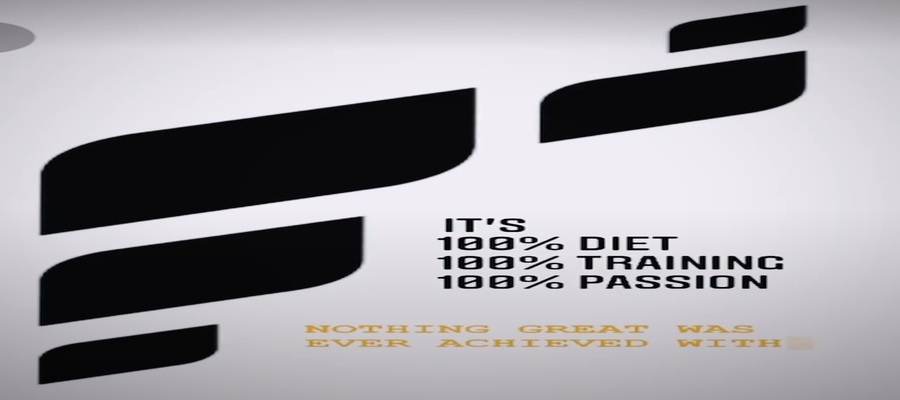 IT'S
100% DIET
100% TRAINING
100% PASSION
NOTHING GREAT WAS
EVER ACHIEVED WITH